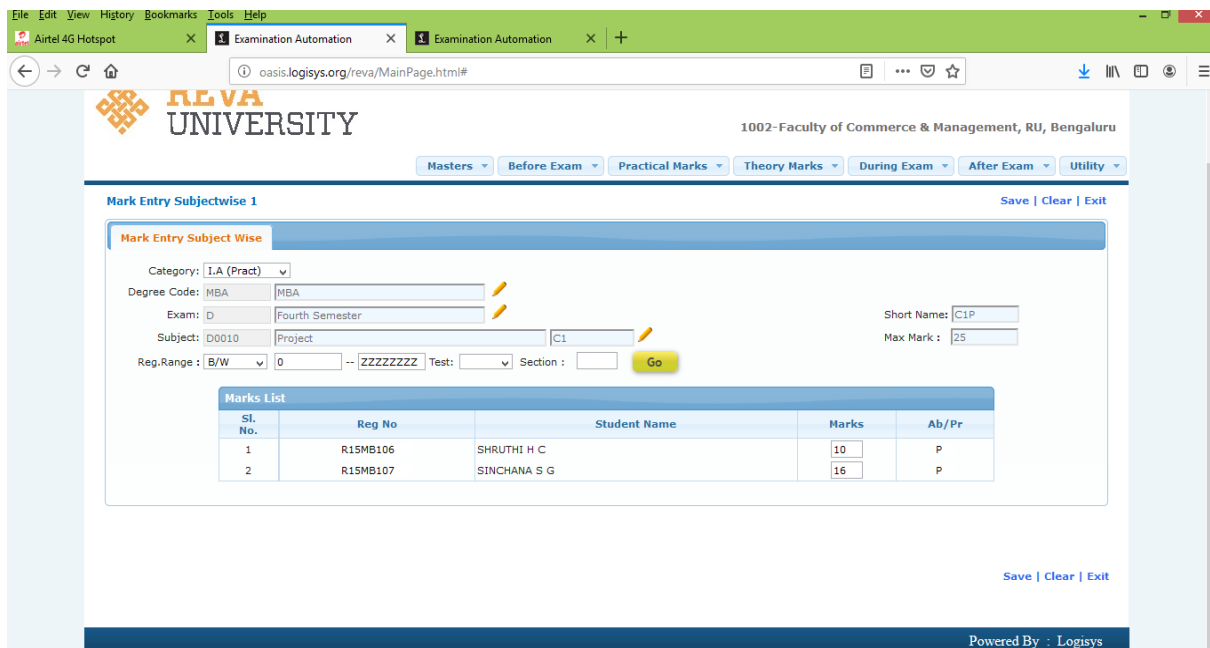 File Edit View History Bookmarks Tools Help
Airtel 4G Hotspot Examination Automation Examination Automation
oasis.logisys.org/reva/MainPage.html#
REVA
UNIVERSITY
1002-Faculty of Commerce & Management, RU, Bengaluru
Masters Before Exam Practical Marks Theory Marks During Exam After Exam Utility
Mark Entry Subjectwise 1 Save | Clear | Exit
Mark Entry Subject Wise
Category: I.A (Pract)
Degree Code: MBA MBA
Exam: D Fourth Semester Short Name: C1P
Subject: D0010 Project C1 Max Mark : 25
Reg.Range : B/W 0 -- ZZZZZZZZ Test: Section : Go
Marks List
Sl. No. Reg No Student Name Marks Ab/Pr
1 R15MB106 SHRUTHI H C 10 P
2 R15MB107 SINCHANA S G 16 P
Save | Clear | Exit
Powered By : Logisys